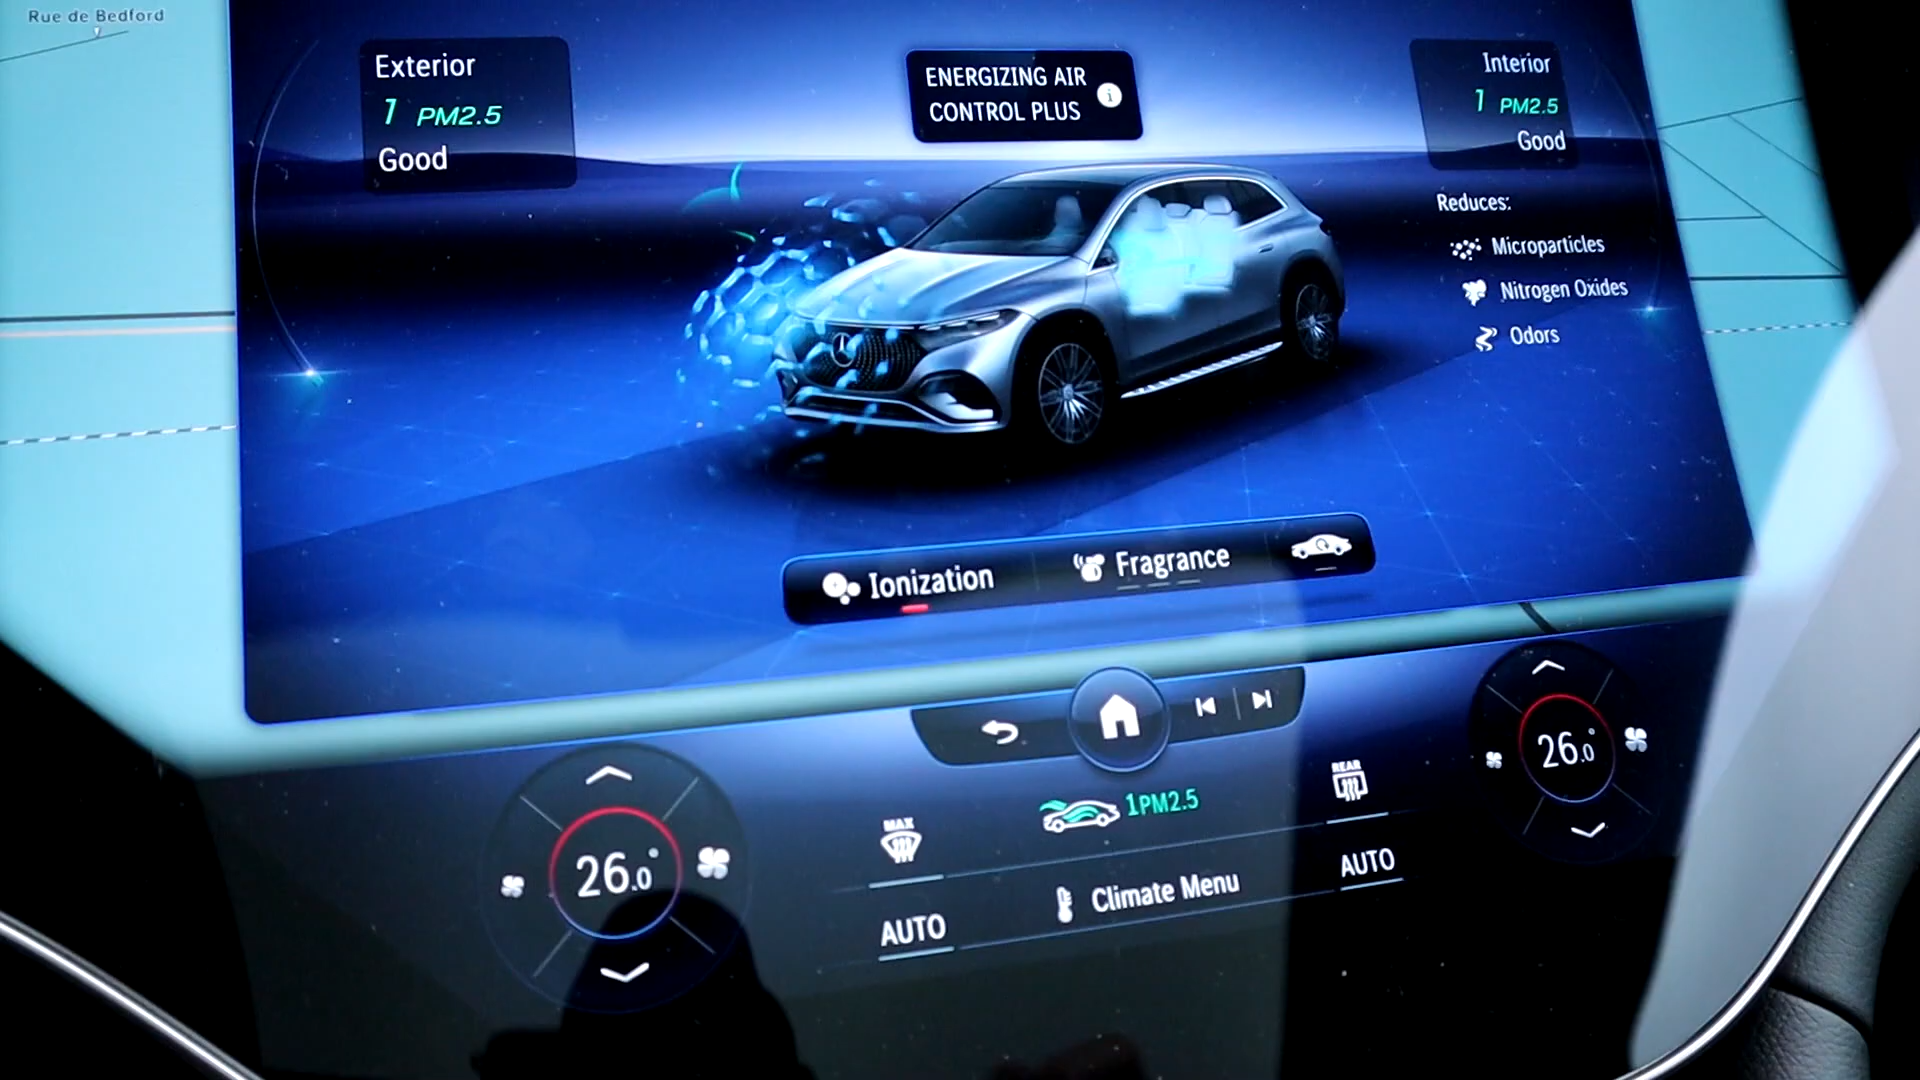 Rue de Bedford
Exterior
1 PM2.5
Good
ENERGIZING AIR
CONTROL PLUS
i
Interior
1 PM2.5
Good
Reduces:
Microparticles
Nitrogen Oxides
Odors
Ionization
Fragrance
26.0°
MAX
1PM2.5
REAR
26.0°
AUTO
Climate Menu
AUTO